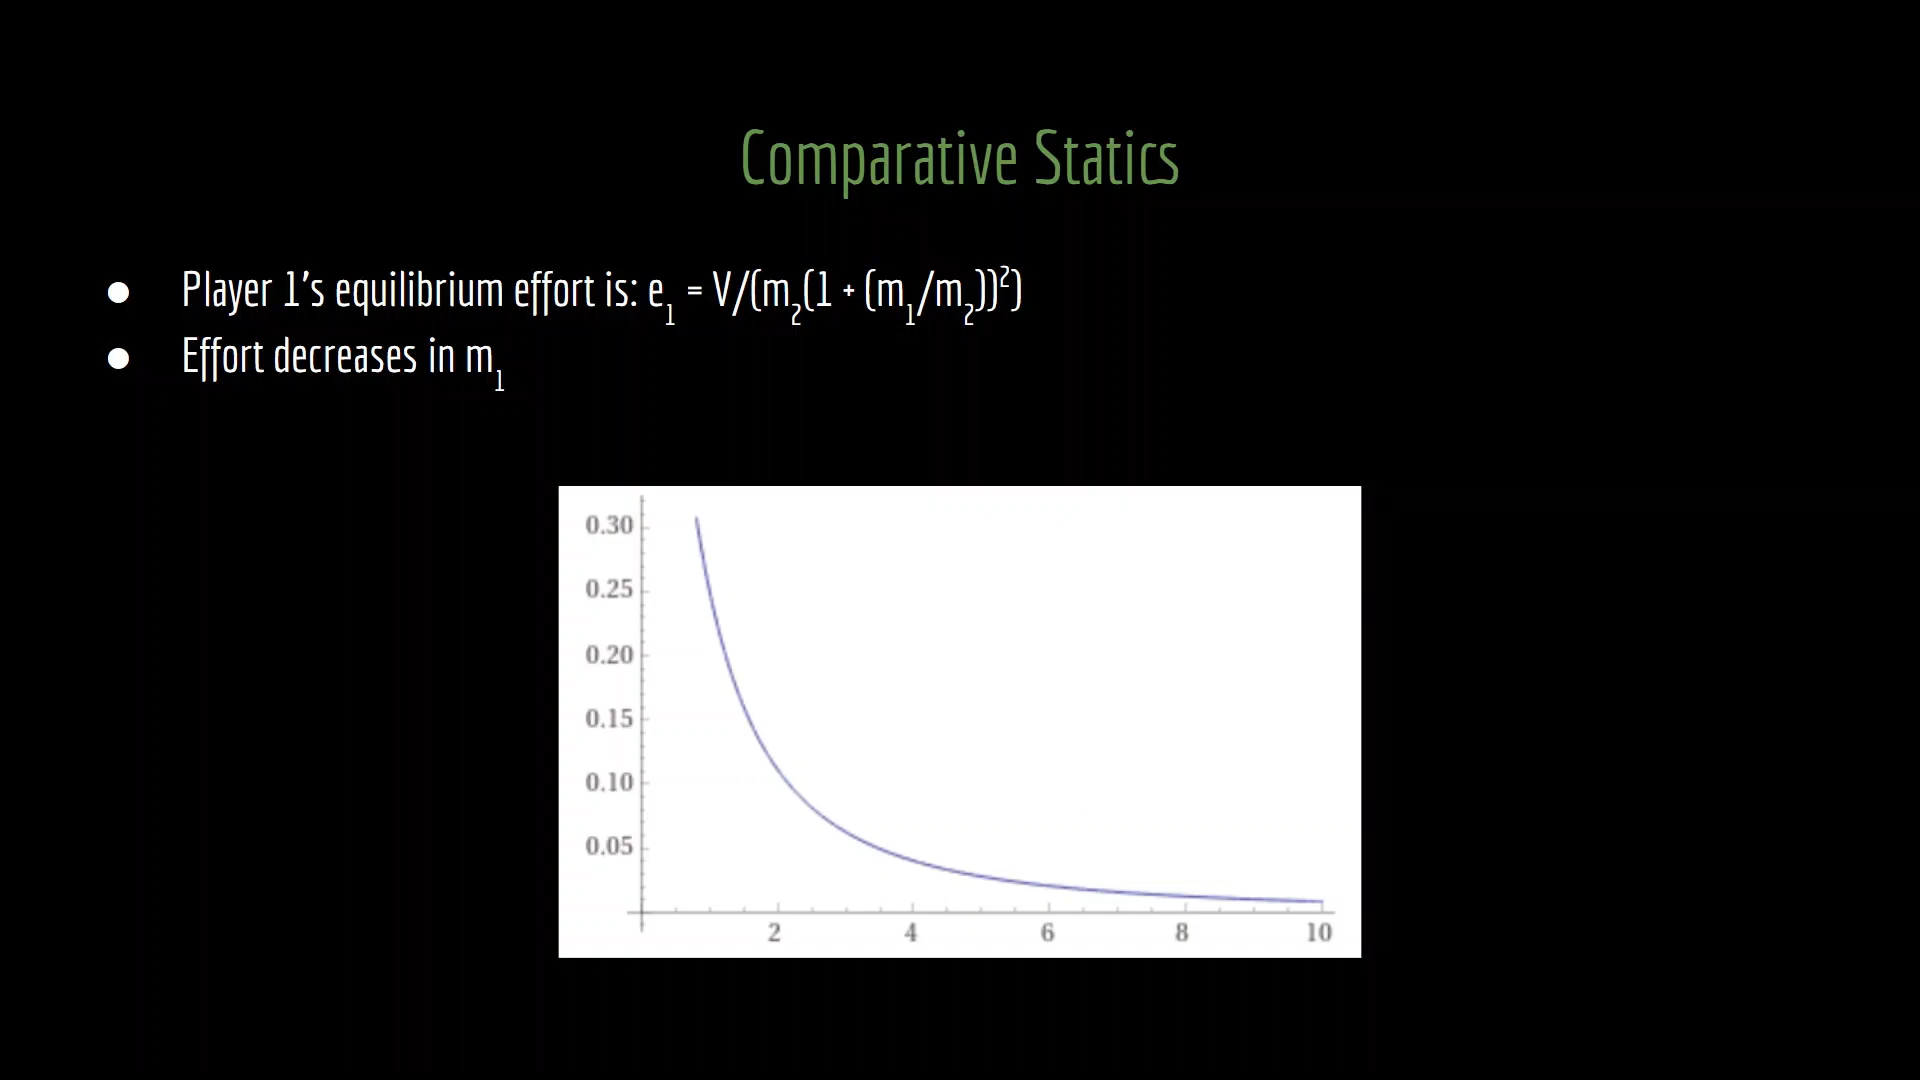 Comparative Statics
● Player 1's equilibrium effort is: e₁ = V/(m₂(1 + (m₁/m₂))²)
● Effort decreases in m₁
0.30
0.25
0.20
0.15
0.10
0.05
2 4 6 8 10